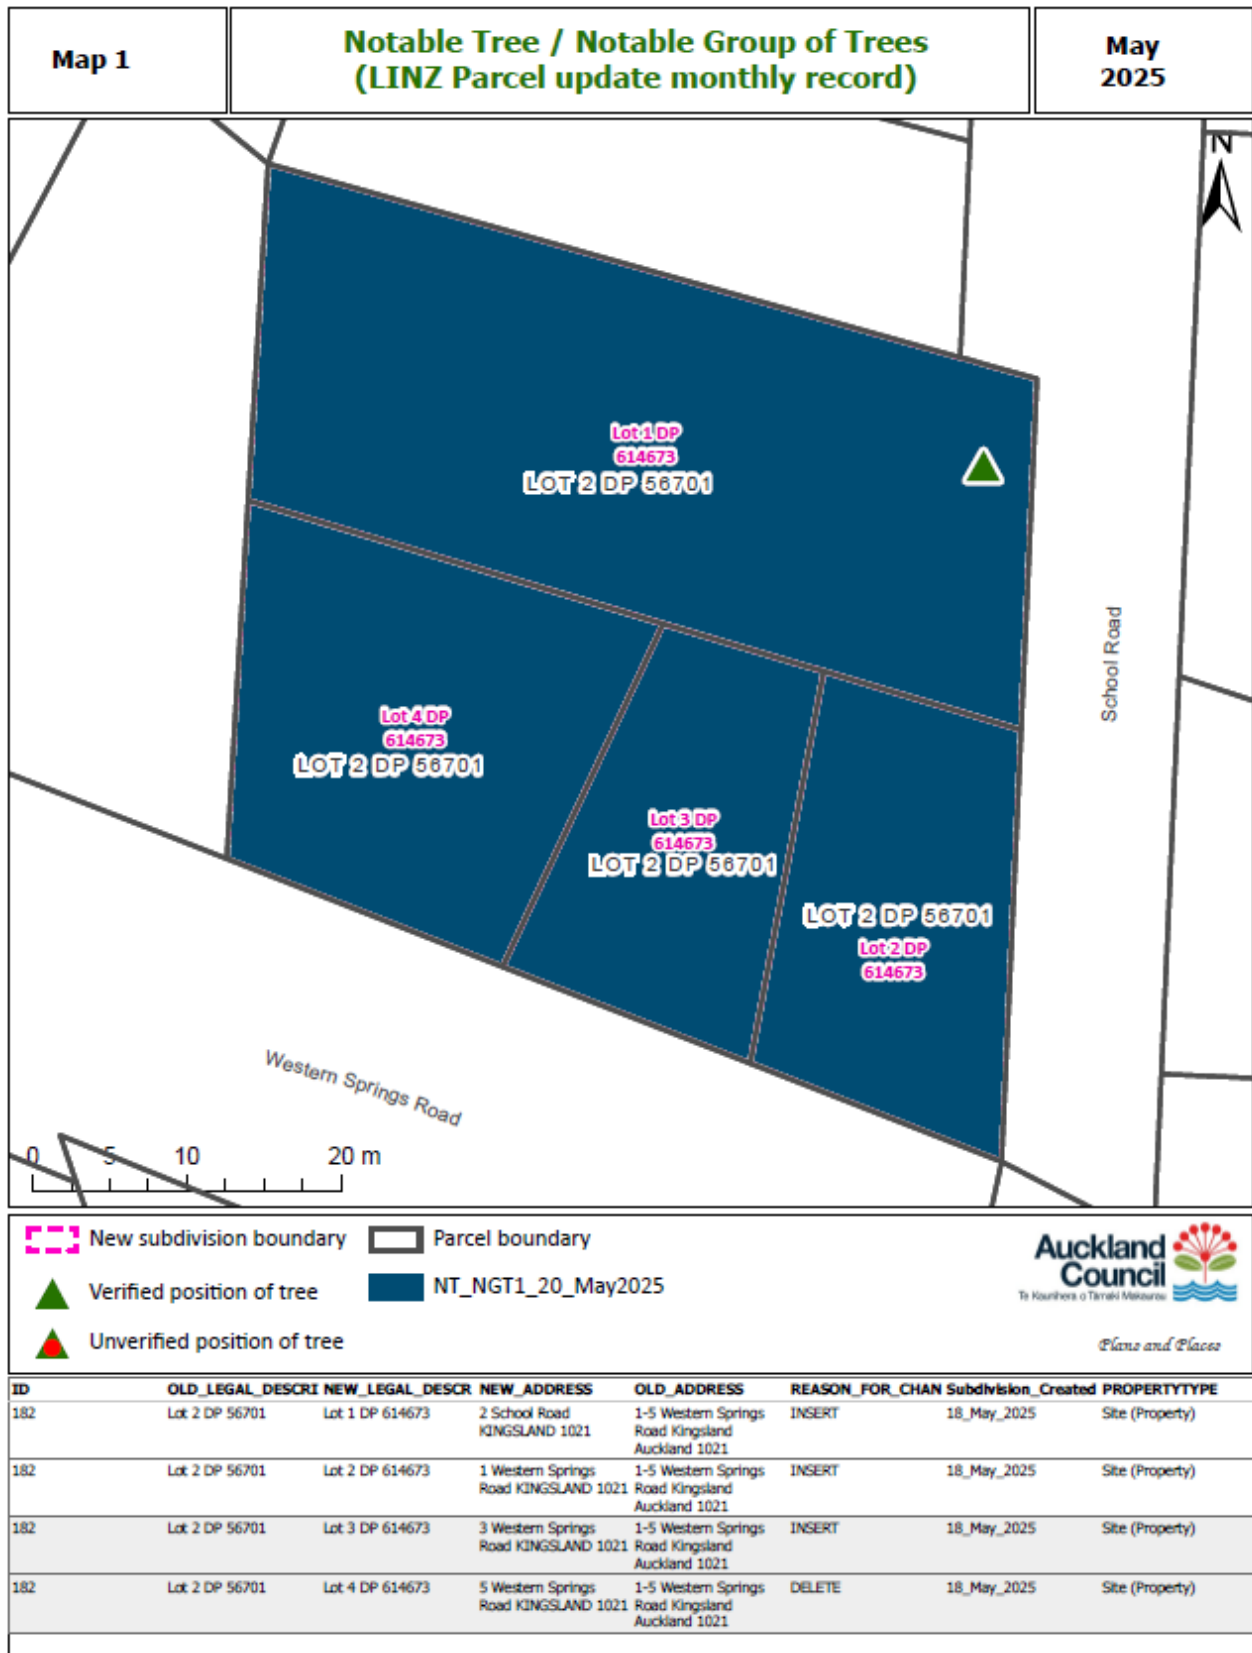 Map 1
Notable Tree / Notable Group of Trees
(LINZ Parcel update monthly record)
May
2025
N
Lot 1 DP
614673
LOT 2 DP 56701
School Road
Lot 4 DP
614673
LOT 2 DP 56701
Lot 3 DP
614673
LOT 2 DP 56701
LOT 2 DP 56701
Lot 2 DP
614673
Western Springs Road
0 5 10 20 m
New subdivision boundary
Parcel boundary
Verified position of tree
NT_NGT1_20_May2025
Unverified position of tree
Auckland
Council
Te Kaunihera o Tāmaki Makaurau
Plans and Places
ID OLD_LEGAL_DESCRI NEW_LEGAL_DESCR NEW_ADDRESS OLD_ADDRESS REASON_FOR_CHAN Subdivision_Created PROPERTYTYPE
182 Lot 2 DP 56701 Lot 1 DP 614673 2 School Road 1-5 Western Springs INSERT 18_May_2025 Site (Property)
KINGSLAND 1021 Road Kingsland
Auckland 1021
182 Lot 2 DP 56701 Lot 2 DP 614673 1 Western Springs 1-5 Western Springs INSERT 18_May_2025 Site (Property)
Road KINGSLAND 1021 Road Kingsland
Auckland 1021
182 Lot 2 DP 56701 Lot 3 DP 614673 3 Western Springs 1-5 Western Springs INSERT 18_May_2025 Site (Property)
Road KINGSLAND 1021 Road Kingsland
Auckland 1021
182 Lot 2 DP 56701 Lot 4 DP 614673 5 Western Springs 1-5 Western Springs DELETE 18_May_2025 Site (Property)
Road KINGSLAND 1021 Road Kingsland
Auckland 1021